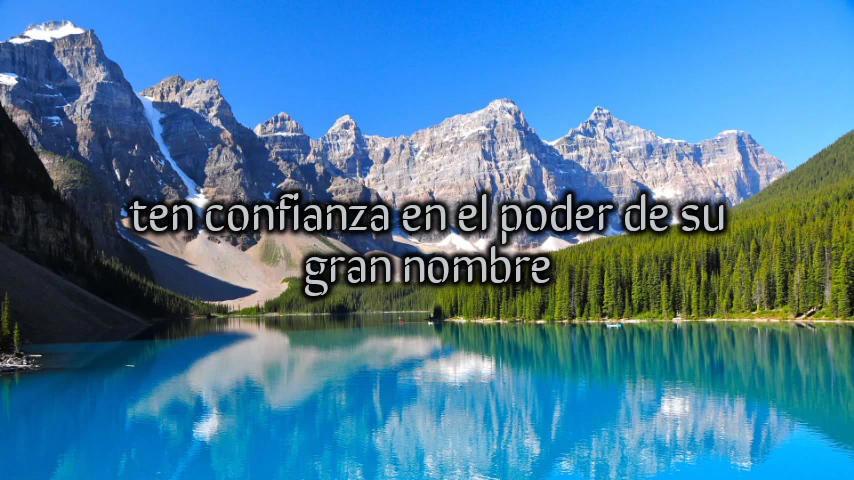 ten confianza en el poder de su
gran nombre